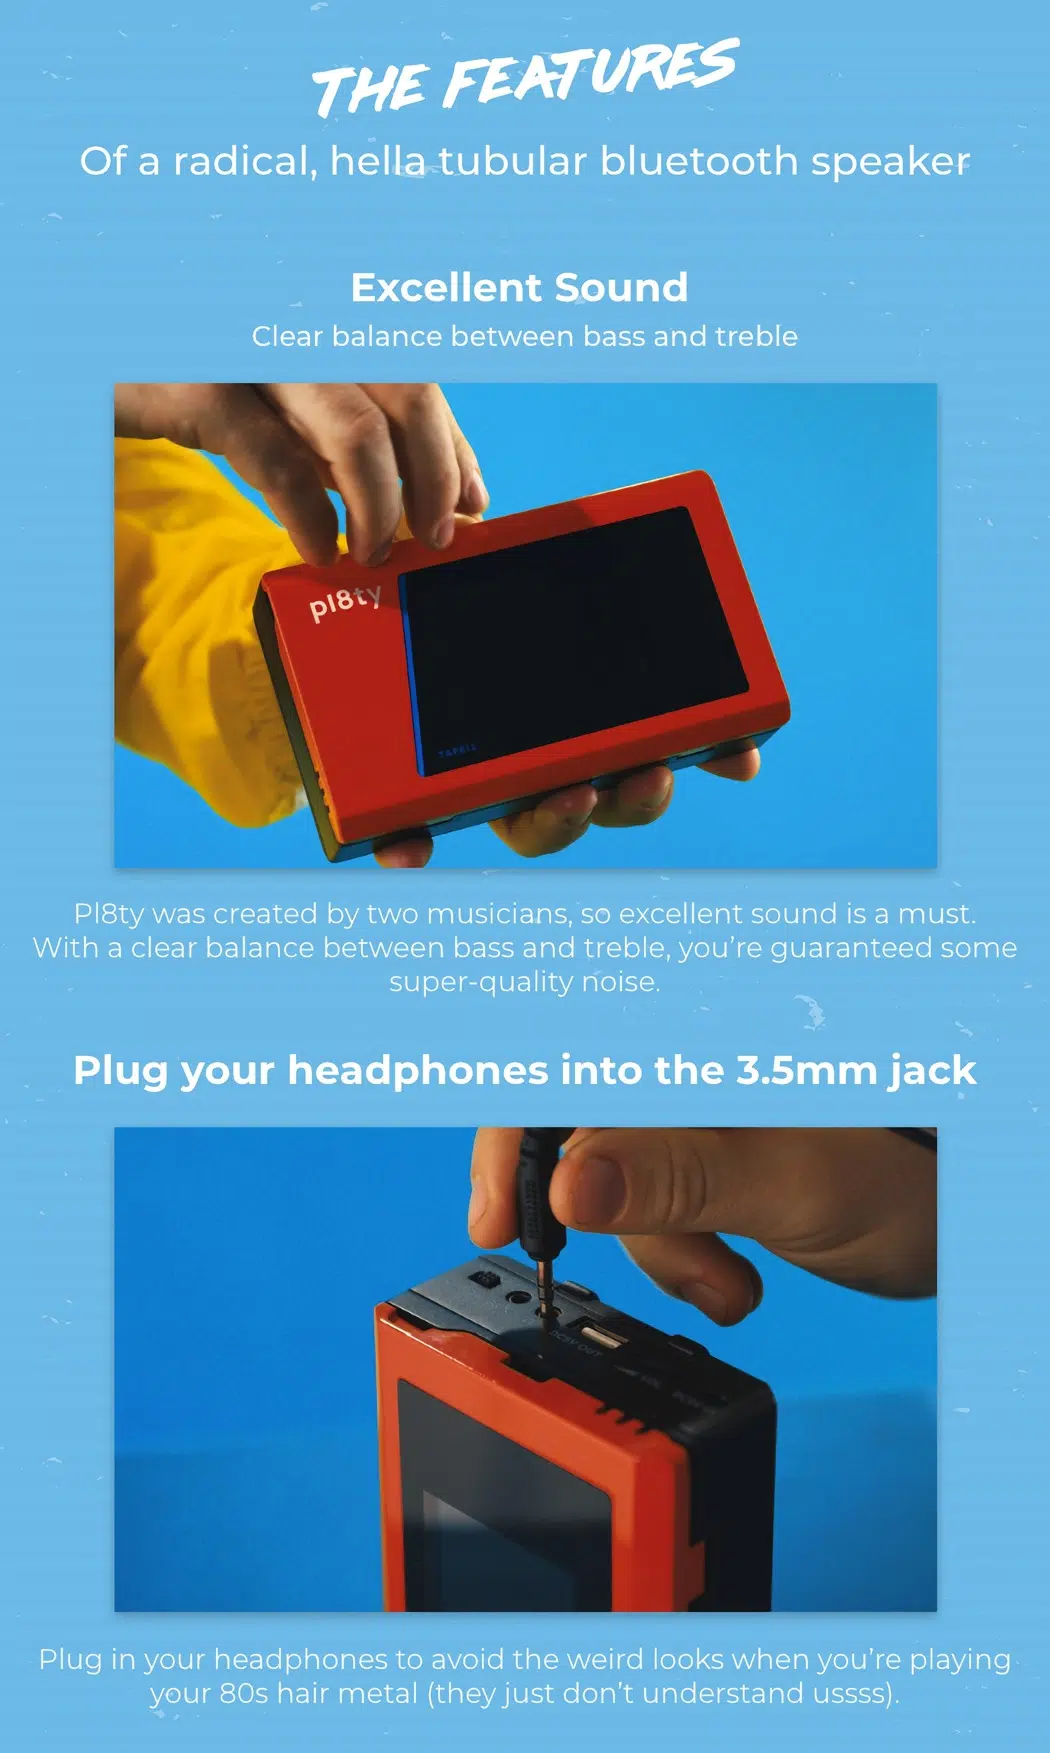 THE FEATURES
Of a radical, hella tubular bluetooth speaker
Excellent Sound
Clear balance between bass and treble
pl8ty
Pl8ty was created by two musicians, so excellent sound is a must.
With a clear balance between bass and treble, you’re guaranteed some
super-quality noise.
Plug your headphones into the 3.5mm jack
DC5V OUT
VOL
Plug in your headphones to avoid the weird looks when you’re playing
your 80s hair metal (they just don’t understand ussss).